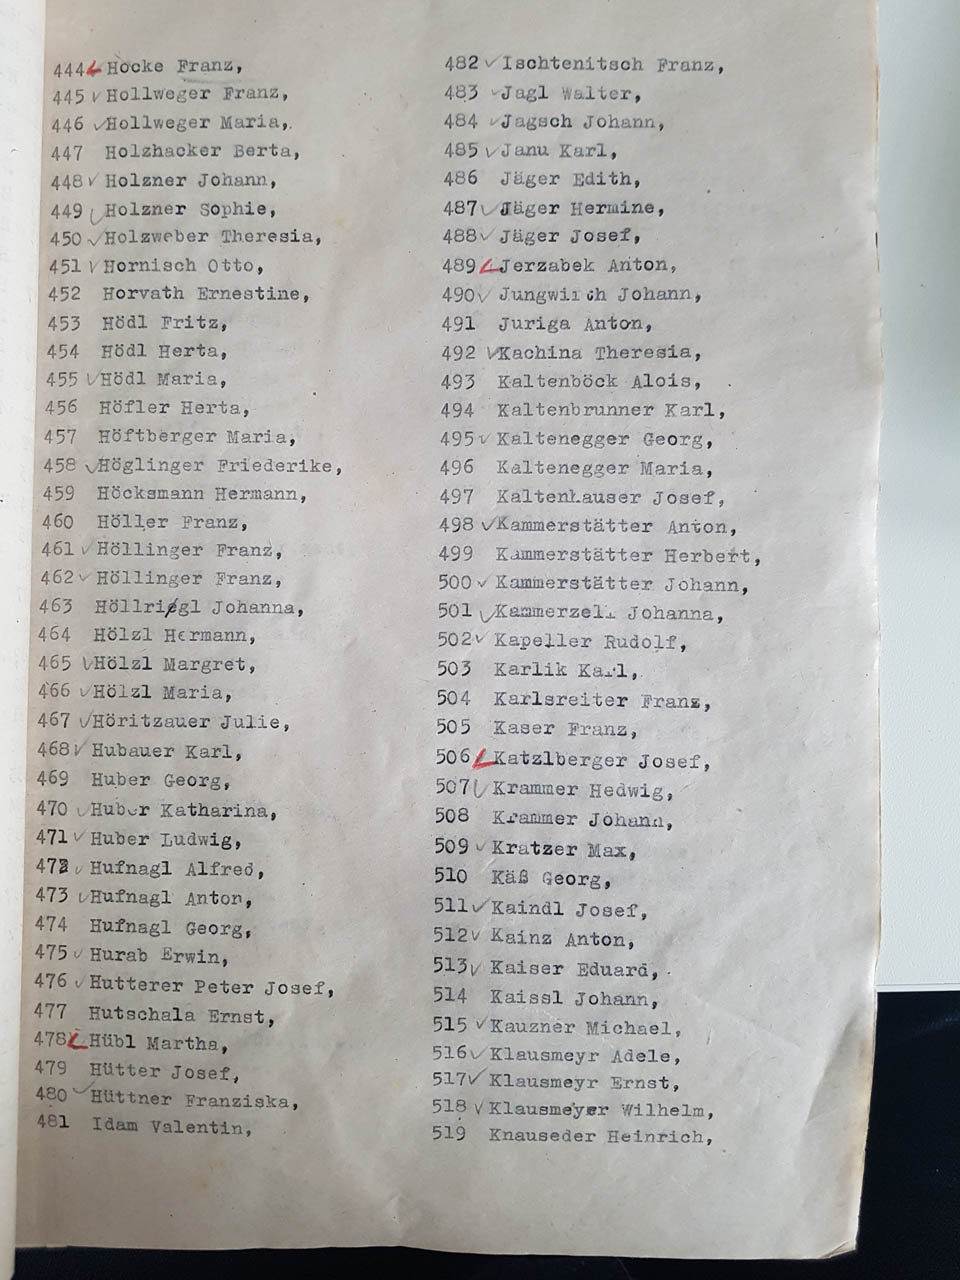 444 Hocke Franz,
445 Hollweger Franz,
446 Hollweger Maria,
447 Holzhacker Berta,
448 Holzner Johann,
449 Holzner Sophie,
450 Holzweber Theresia,
451 Hornisch Otto,
452 Horvath Ernestine,
453 Hödl Fritz,
454 Hödl Herta,
455 Hödl Maria,
456 Höfler Herta,
457 Höftberger Maria,
458 Höglinger Friederike,
459 Höcksmann Hermann,
460 Höller Franz,
461 Höllinger Franz,
462 Höllinger Franz,
463 Höllriegl Johanna,
464 Hölzl Hermann,
465 Hölzl Margret,
466 Hölzl Maria,
467 Höritzauer Julie,
468 Hubauer Karl,
469 Huber Georg,
470 Huber Katharina,
471 Huber Ludwig,
472 Hufnagl Alfred,
473 Hufnagl Anton,
474 Hufnagl Georg,
475 Hurab Erwin,
476 Hutterer Peter Josef,
477 Hutschala Ernst,
478 Hübl Martha,
479 Hütter Josef,
480 Hüttner Franziska,
481 Idam Valentin,
482 Ischtenitsch Franz,
483 Jagl Walter,
484 Jagsch Johann,
485 Janu Karl,
486 Jäger Edith,
487 Jäger Hermine,
488 Jäger Josef,
489 Jerzabek Anton,
490 Jungwirth Johann,
491 Juriga Anton,
492 Kachina Theresia,
493 Kaltenböck Alois,
494 Kaltenbrunner Karl,
495 Kaltenegger Georg,
496 Kaltenegger Maria,
497 Kaltenhauser Josef,
498 Kammerstätter Anton,
499 Kammerstätter Herbert,
500 Kammerstätter Johann,
501 Kammerzell Johanna,
502 Kapeller Rudolf,
503 Karlik Karl,
504 Karlsreiter Franz,
505 Kaser Franz,
506 Katzlberger Josef,
507 Krammer Hedwig,
508 Krammer Johann,
509 Kratzer Max,
510 Käß Georg,
511 Kaindl Josef,
512 Kainz Anton,
513 Kaiser Eduard,
514 Kaissl Johann,
515 Kauzner Michael,
516 Klausmeyr Adele,
517 Klausmeyr Ernst,
518 Klausmeyer Wilhelm,
519 Knauseder Heinrich,